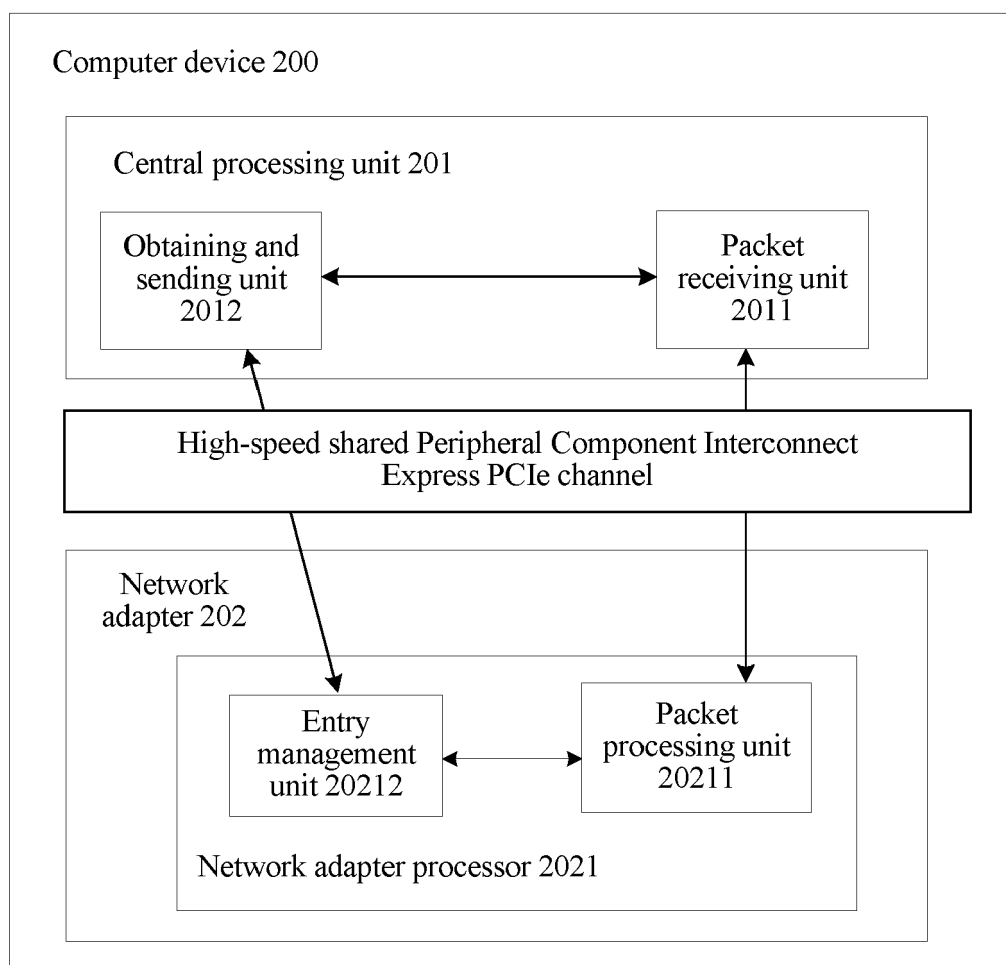 Computer device 200
Central processing unit 201
Obtaining and
sending unit
2012
Packet
receiving unit
2011
High-speed shared Peripheral Component Interconnect
Express PCIe channel
Network
adapter 202
Entry
management
unit 20212
Packet
processing unit
20211
Network adapter processor 2021